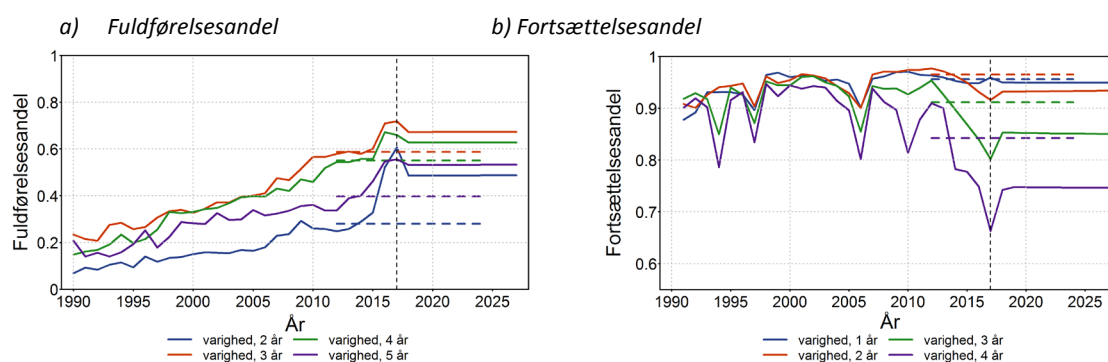 a) Fuldførelsesandel
b) Fortsættelsesandel
Fuldførelsesandel
1
0.8
0.6
0.4
0.2
0
1990 1995 2000 2005 2010 2015 2020 2025
År
varighed, 2 år
varighed, 4 år
varighed, 3 år
varighed, 5 år
Fortsættelsesandel
1
0.9
0.8
0.7
0.6
1990 1995 2000 2005 2010 2015 2020 2025
År
varighed, 1 år
varighed, 3 år
varighed, 2 år
varighed, 4 år